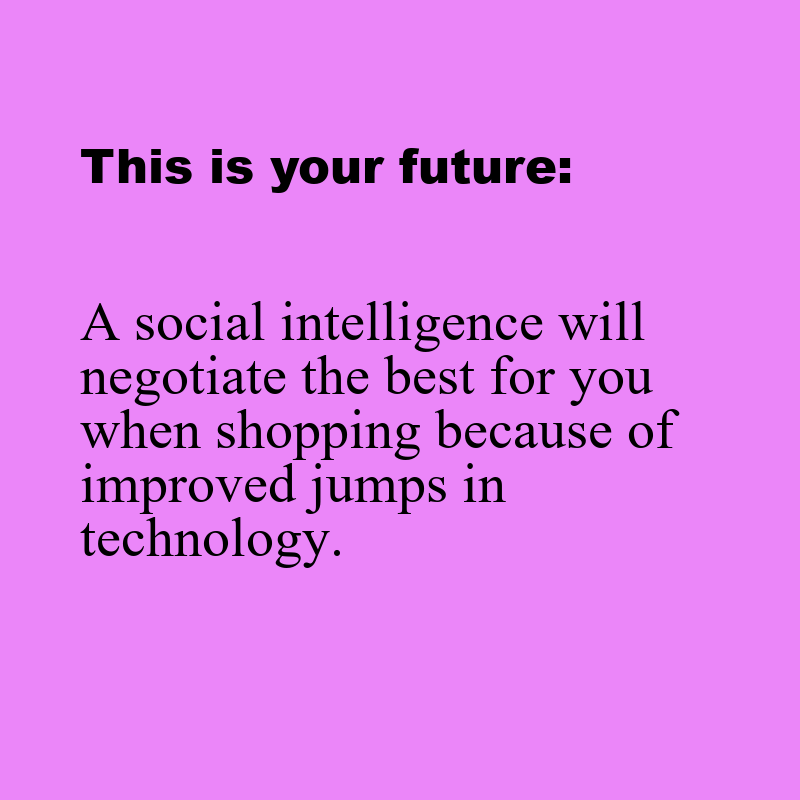 This is your future:
A social intelligence will
negotiate the best for you
when shopping because of
improved jumps in
technology.